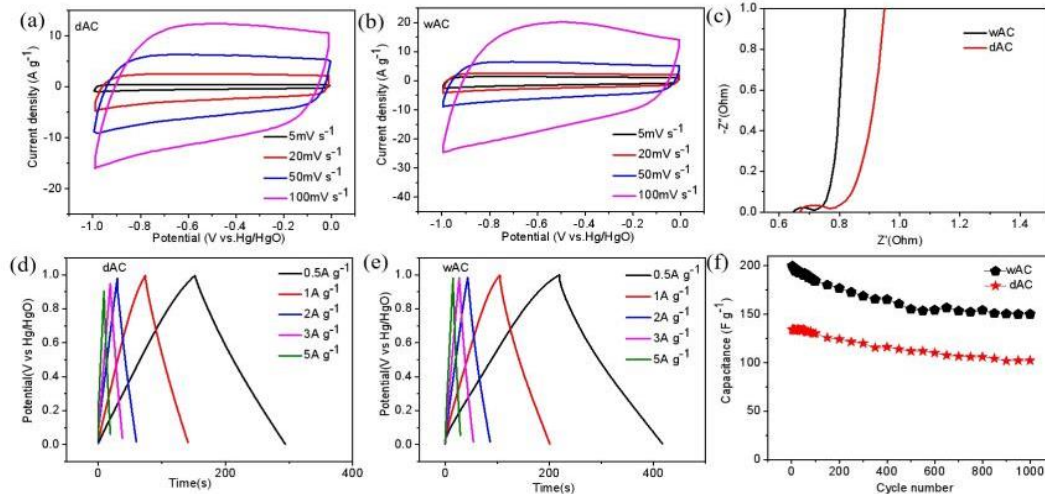 (a)
dAC
Current density (A g⁻¹)
20
10
0
-10
-20
-1.0
-0.8
-0.6
-0.4
-0.2
0.0
Potential (V vs.Hg/HgO)
5mV s⁻¹
20mV s⁻¹
50mV s⁻¹
100mV s⁻¹
(b)
wAC
Current density (A g⁻¹)
20
10
0
-10
-20
-30
-40
-1.0
-0.8
-0.6
-0.4
-0.2
0.0
Potential (V vs.Hg/HgO)
5mV s⁻¹
20mV s⁻¹
50mV s⁻¹
100mV s⁻¹
(c)
-Z"(Ohm)
1.0
0.8
0.6
0.4
0.2
0.0
0.6
0.8
1.0
1.2
1.4
Z'(Ohm)
wAC
dAC
(d)
dAC
Potential(V vs Hg/HgO)
1.0
0.8
0.6
0.4
0.2
0.0
0
200
400
Time(s)
0.5A g⁻¹
1A g⁻¹
2A g⁻¹
3A g⁻¹
5A g⁻¹
(e)
wAC
Potential(V vs Hg/HgO)
1.0
0.8
0.6
0.4
0.2
0.0
0
200
400
Time(s)
0.5A g⁻¹
1A g⁻¹
2A g⁻¹
3A g⁻¹
5A g⁻¹
(f)
Capacitance (F g⁻¹)
200
150
100
50
0
0
200
400
600
800
1000
Cycle number
wAC
dAC